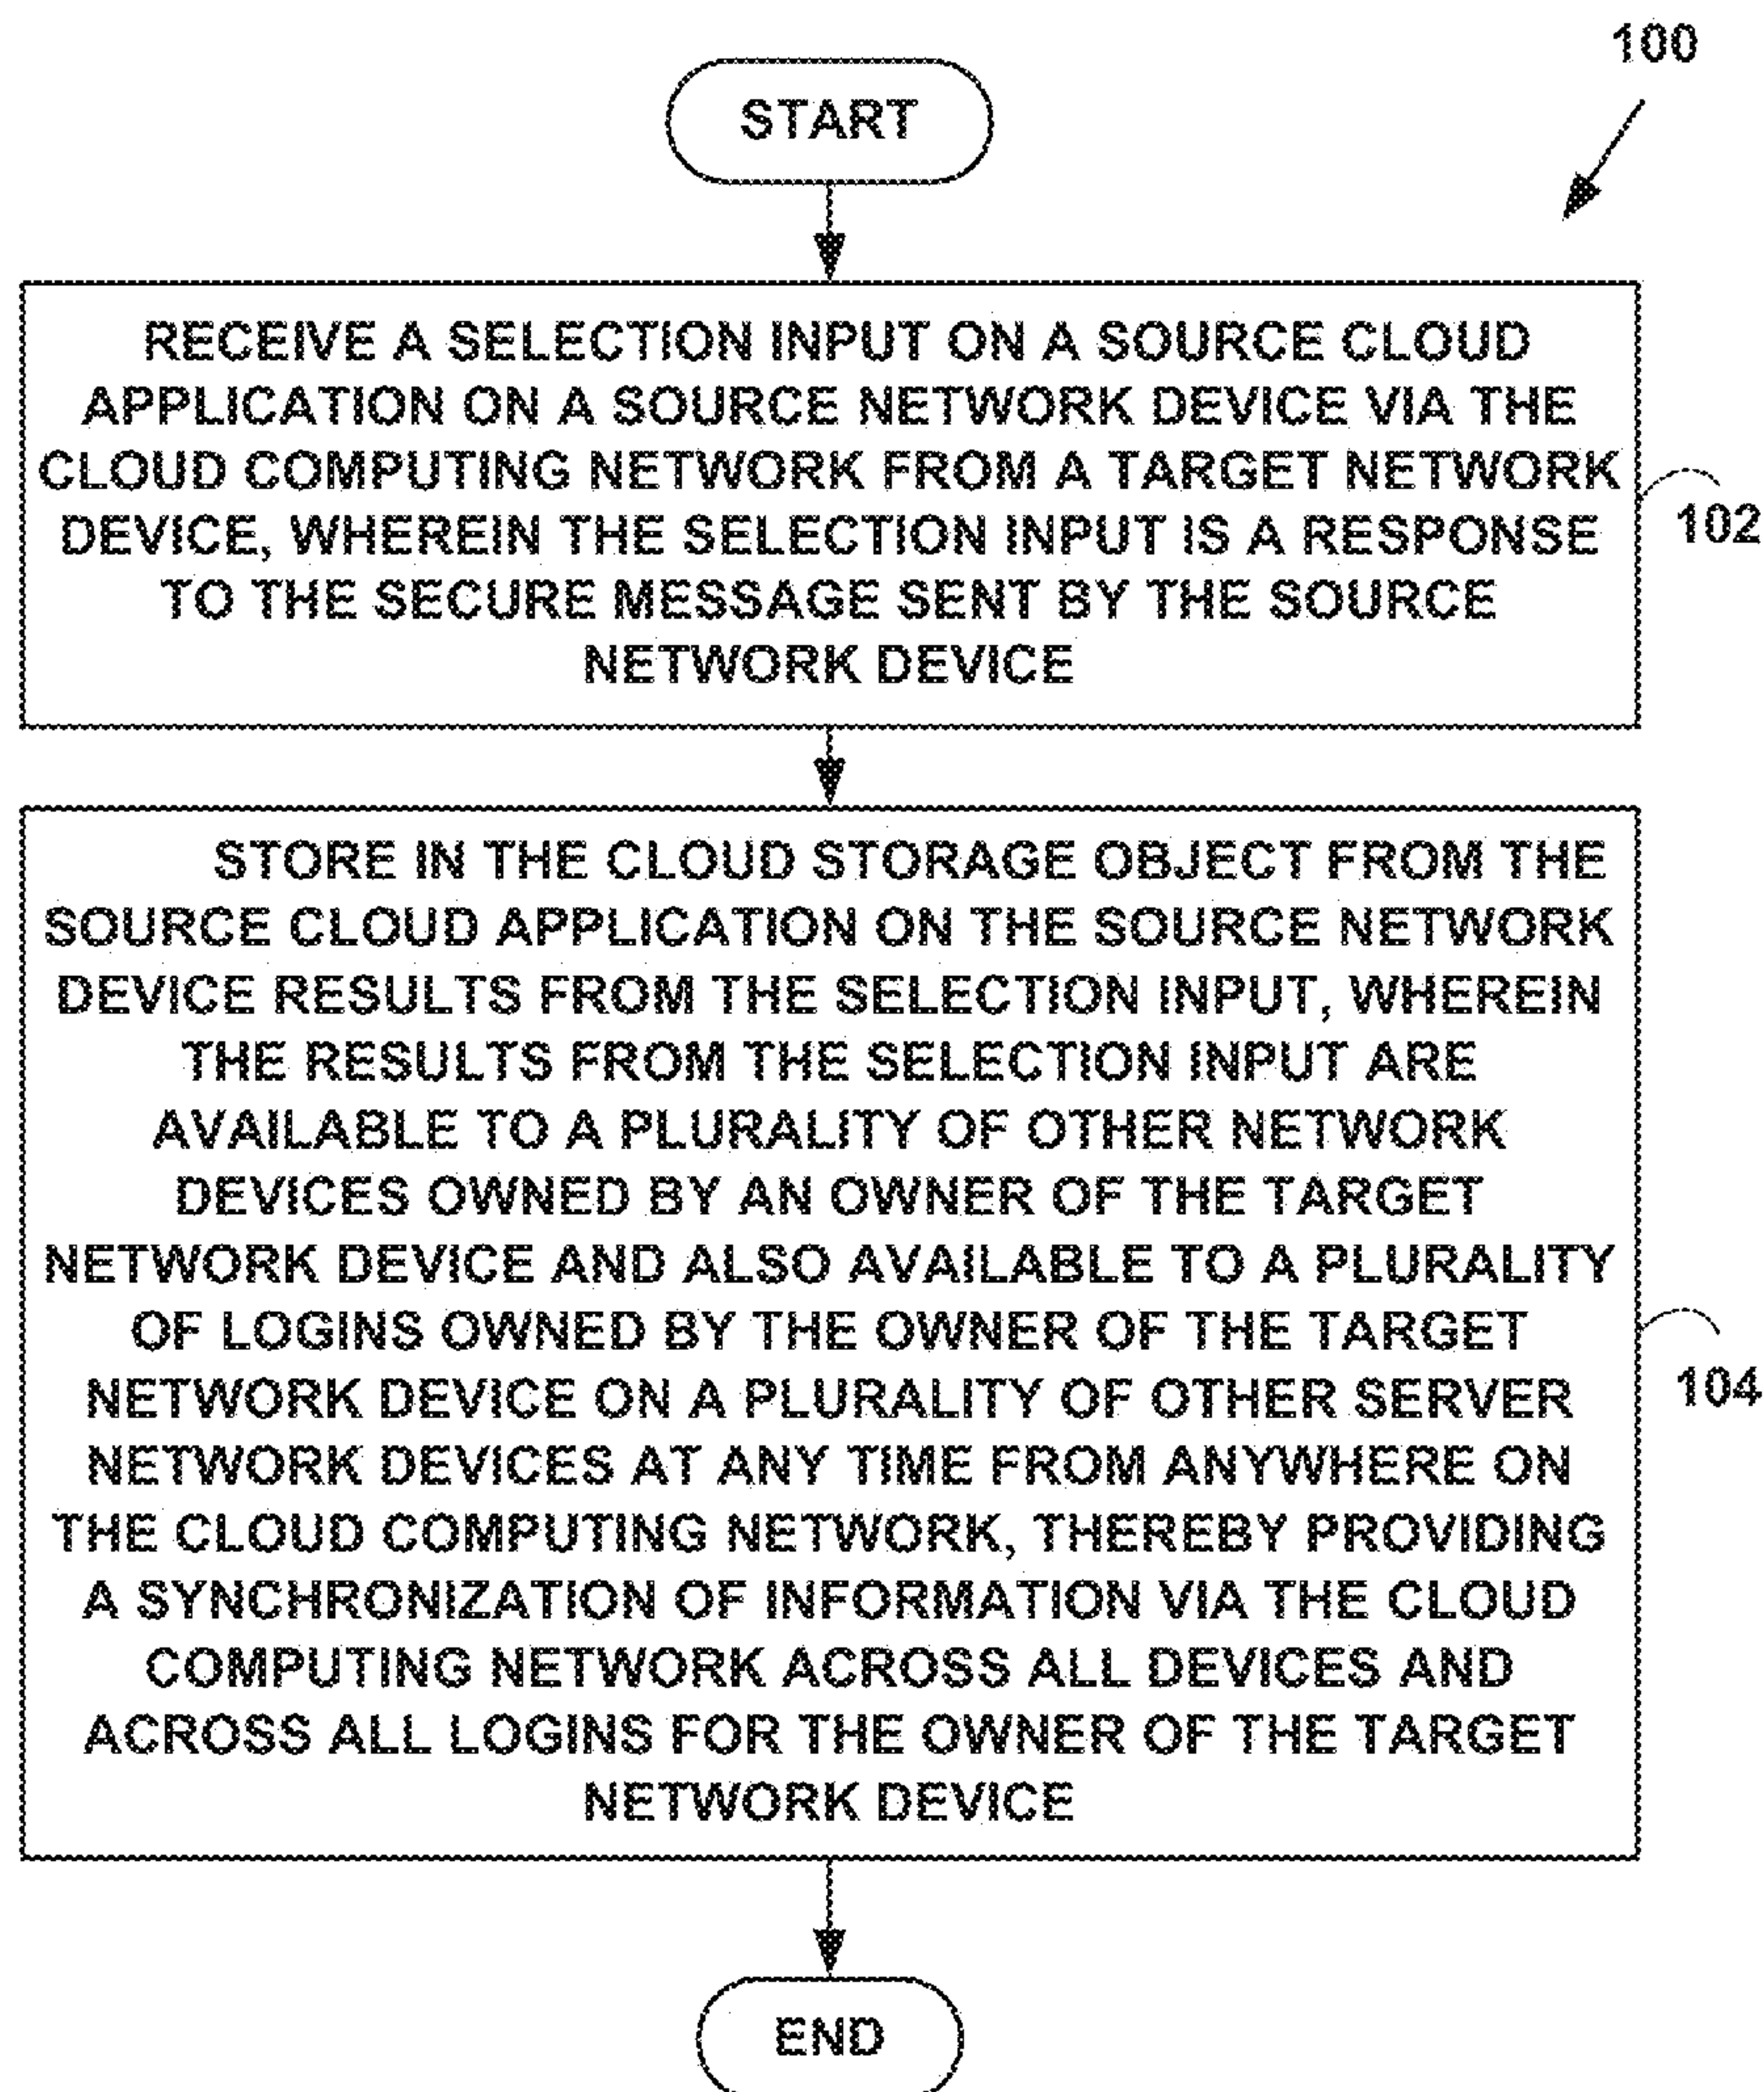 100
START
RECEIVE A SELECTION INPUT ON A SOURCE CLOUD
APPLICATION ON A SOURCE NETWORK DEVICE VIA THE
CLOUD COMPUTING NETWORK FROM A TARGET NETWORK
DEVICE, WHEREIN THE SELECTION INPUT IS A RESPONSE
TO THE SECURE MESSAGE SENT BY THE SOURCE
NETWORK DEVICE
102
STORE IN THE CLOUD STORAGE OBJECT FROM THE
SOURCE CLOUD APPLICATION ON THE SOURCE NETWORK
DEVICE RESULTS FROM THE SELECTION INPUT, WHEREIN
THE RESULTS FROM THE SELECTION INPUT ARE
AVAILABLE TO A PLURALITY OF OTHER NETWORK
DEVICES OWNED BY AN OWNER OF THE TARGET
NETWORK DEVICE AND ALSO AVAILABLE TO A PLURALITY
OF LOGINS OWNED BY THE OWNER OF THE TARGET
NETWORK DEVICE ON A PLURALITY OF OTHER SERVER
NETWORK DEVICES AT ANY TIME FROM ANYWHERE ON
THE CLOUD COMPUTING NETWORK, THEREBY PROVIDING
A SYNCHRONIZATION OF INFORMATION VIA THE CLOUD
COMPUTING NETWORK ACROSS ALL DEVICES AND
ACROSS ALL LOGINS FOR THE OWNER OF THE TARGET
NETWORK DEVICE
104
END